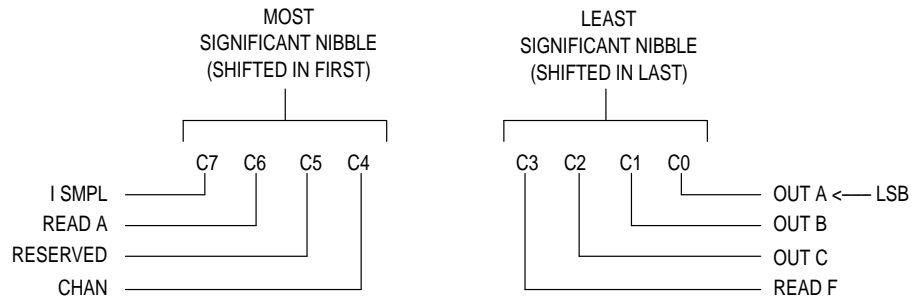 MOST
SIGNIFICANT NIBBLE
(SHIFTED IN FIRST)
LEAST
SIGNIFICANT NIBBLE
(SHIFTED IN LAST)
C7 C6 C5 C4
C3 C2 C1 C0
I SMPL
READ A
RESERVED
CHAN
OUT A <— LSB
OUT B
OUT C
READ F